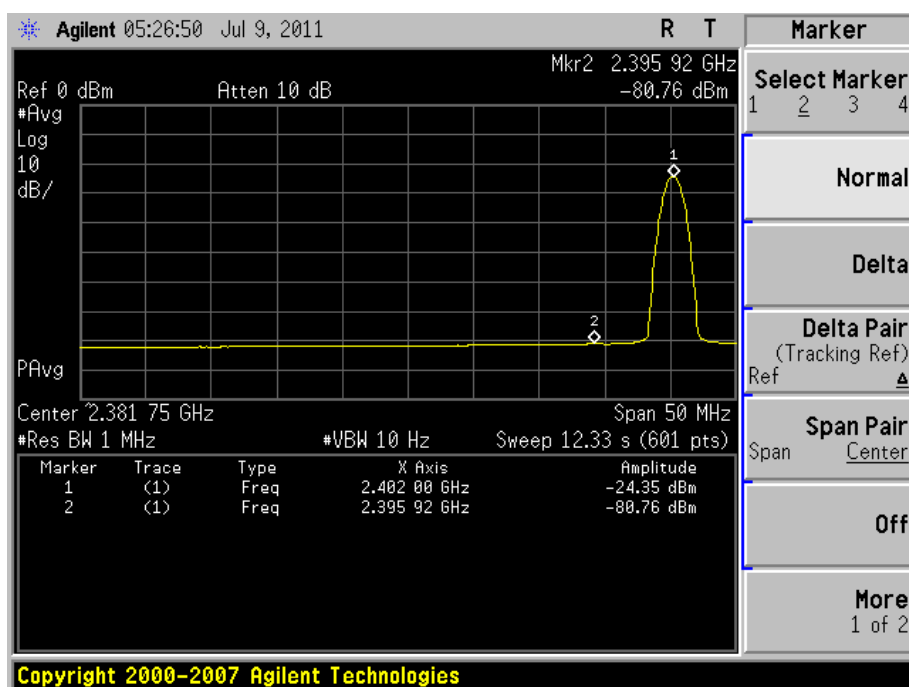 Agilent 05:26:50 Jul 9, 2011 R T
Mkr2 2.395 92 GHz
Ref 0 dBm Atten 10 dB -80.76 dBm
#Avg
Log
10
dB/
1
2
PAvg
Center 2.381 75 GHz Span 50 MHz
#Res BW 1 MHz #VBW 10 Hz Sweep 12.33 s (601 pts)
Marker Trace Type X Axis Amplitude
1 (1) Freq 2.402 00 GHz -24.35 dBm
2 (1) Freq 2.395 92 GHz -80.76 dBm
Marker
Select Marker
1 2 3 4
Normal
Delta
Delta Pair
(Tracking Ref)
Ref Δ
Span Pair
Span Center
Off
More
1 of 2
Copyright 2000-2007 Agilent Technologies